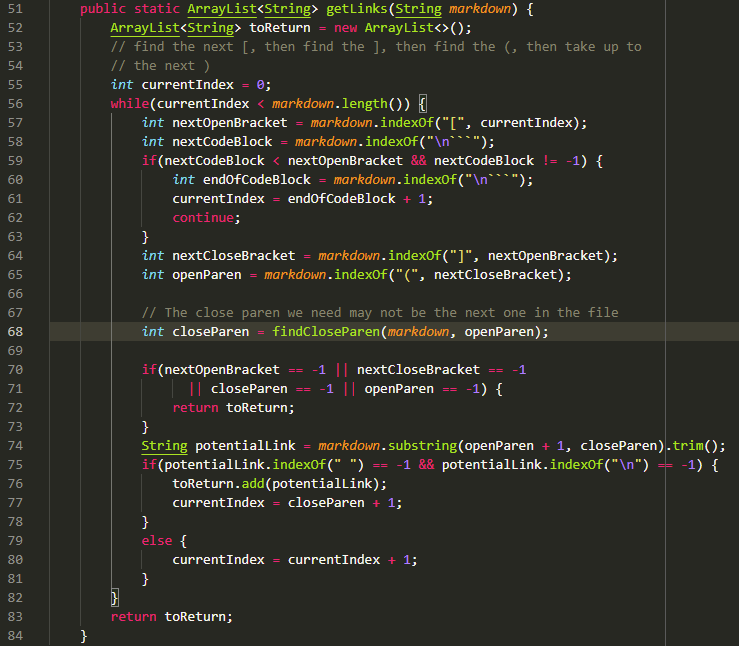 51 public static ArrayList<String> getLinks(String markdown) {
52 ArrayList<String> toReturn = new ArrayList<>();
53 // find the next [, then find the ], then find the (, then take up to
54 // the next )
55 int currentIndex = 0;
56 while(currentIndex < markdown.length()) {
57 int nextOpenBracket = markdown.indexOf("[", currentIndex);
58 int nextCodeBlock = markdown.indexOf("\n```");
59 if(nextCodeBlock < nextOpenBracket && nextCodeBlock != -1) {
60 int endOfCodeBlock = markdown.indexOf("\n```");
61 currentIndex = endOfCodeBlock + 1;
62 continue;
63 }
64 int nextCloseBracket = markdown.indexOf("]", nextOpenBracket);
65 int openParen = markdown.indexOf("(", nextCloseBracket);
66
67 // The close paren we need may not be the next one in the file
68 int closeParen = findCloseParen(markdown, openParen);
69
70 if(nextOpenBracket == -1 || nextCloseBracket == -1
71 || closeParen == -1 || openParen == -1) {
72 return toReturn;
73 }
74 String potentialLink = markdown.substring(openParen + 1, closeParen).trim();
75 if(potentialLink.indexOf(" ") == -1 && potentialLink.indexOf("\n") == -1) {
76 toReturn.add(potentialLink);
77 currentIndex = closeParen + 1;
78 }
79 else {
80 currentIndex = currentIndex + 1;
81 }
82 }
83 return toReturn;
84 }